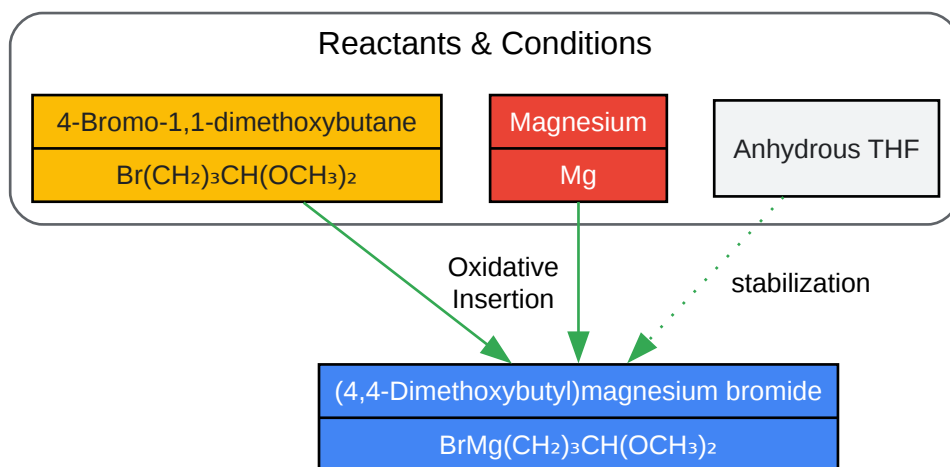 Reactants & Conditions
4-Bromo-1,1-dimethoxybutane
Br(CH₂)₃CH(OCH₃)₂
Magnesium
Mg
Anhydrous THF
Oxidative
Insertion
stabilization
(4,4-Dimethoxybutyl)magnesium bromide
BrMg(CH₂)₃CH(OCH₃)₂